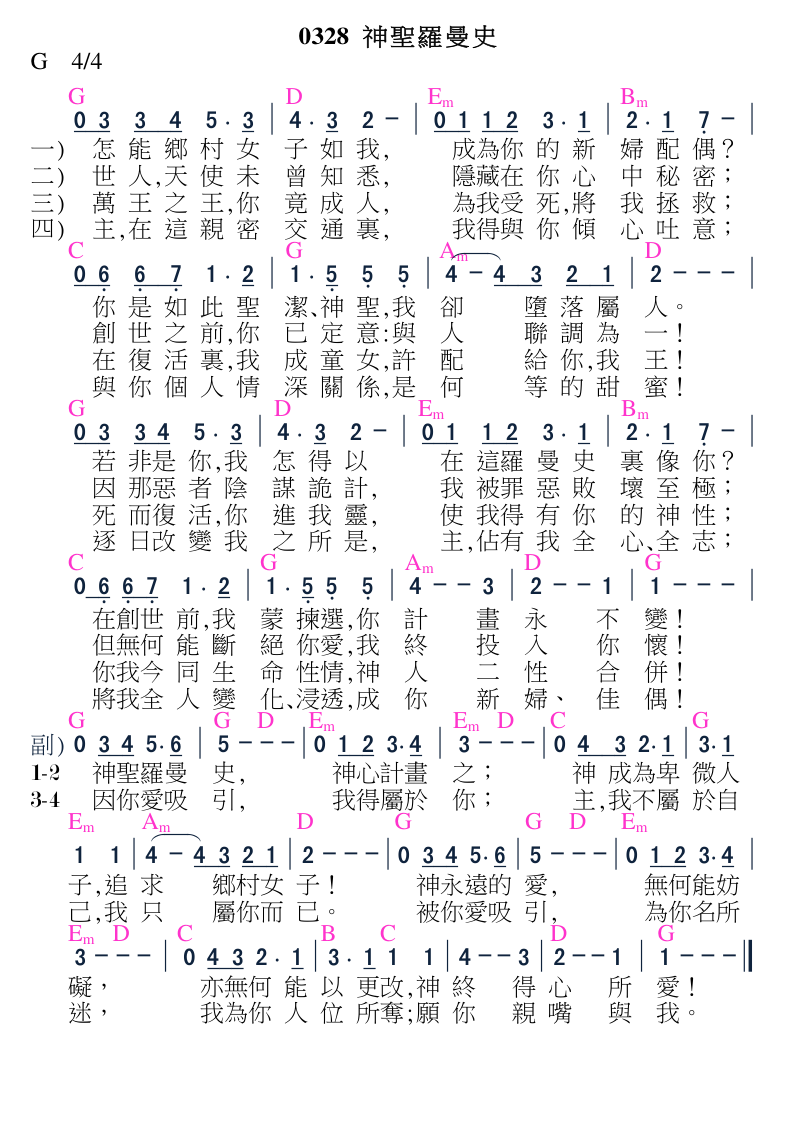 0328 神聖羅曼史
G 4/4
G D Em Bm
0 3 3 4 5 · 3 | 4 · 3 2 － | 0 1 1 2 3 · 1 | 2 · 1 7 － |
一) 怎能鄉村女子如我, 成為你的新婦配偶?
二) 世人,天使未曾知悉, 隱藏在你心中秘密;
三) 萬王之王,你竟成人, 為我受死,將我拯救;
四) 主,在這親密交通裏, 我得與你傾心吐意;
C G Am D
0 6 6 7 1 · 2 | 1 · 5 5 5 | 4 － 4 3 2 1 | 2 － － － |
你是如此聖潔、神聖,我卻墮落屬人。
創世之前,你已定意:與人聯調為一!
在復活裏,我成童女,許配給你,我王!
與你個人情深關係,是何等的甜蜜!
G D Em Bm
0 3 3 4 5 · 3 | 4 · 3 2 － | 0 1 1 2 3 · 1 | 2 · 1 7 － |
若非是你,我怎得以在這羅曼史裏像你?
因那惡者陰謀詭計, 我被罪惡敗壞至極;
死而復活,你進我靈, 使我得有你的神性;
逐日改變我之所是, 主,佔有我全心、全志;
C G Am D G
0 6 6 7 1 · 2 | 1 · 5 5 5 | 4 － － 3 | 2 － － 1 | 1 － － － |
在創世前,我蒙揀選,你計畫永不變!
但無何能斷絕你愛,我終投入你懷!
你我今同生命性情,神人二性合併!
將我全人變化、浸透,成你新婦、佳偶!
G G D Em Em D C G
副) 0 3 4 5 · 6 | 5 － － － | 0 1 2 3 · 4 | 3 － － － | 0 4 3 2 · 1 | 3 · 1
1-2 神聖羅曼史, 神心計畫之; 神成為卑微人
3-4 因你愛吸引, 我得屬於你; 主,我不屬於自
Em Am D G G D Em
1 1 | 4 － 4 3 2 1 | 2 － － － | 0 3 4 5 · 6 | 5 － － － | 0 1 2 3 · 4 |
子,追求鄉村女子! 神永遠的愛, 無何能妨
己,我只屬你而已。 被你愛吸引, 為你名所
Em D C B C D G
3 － － － | 0 4 3 2 · 1 | 3 · 1 1 1 | 4 － － 3 | 2 － － 1 | 1 － － － ‖
礙, 亦無何能以更改,神終得心所愛!
迷, 我為你人位所奪;願你親嘴與我。